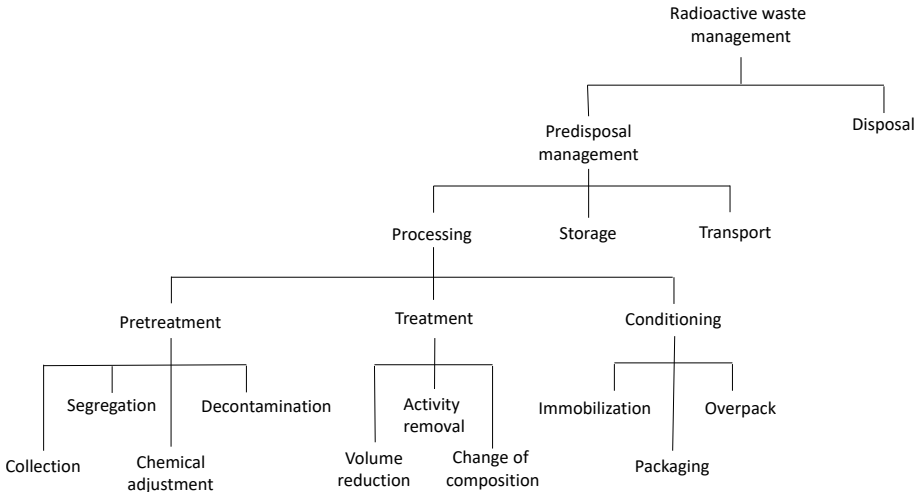 Radioactive waste
management
Predisposal
management
Disposal
Processing
Storage
Transport
Pretreatment
Treatment
Conditioning
Segregation
Decontamination
Activity
removal
Immobilization
Overpack
Collection
Chemical
adjustment
Volume
reduction
Change of
composition
Packaging